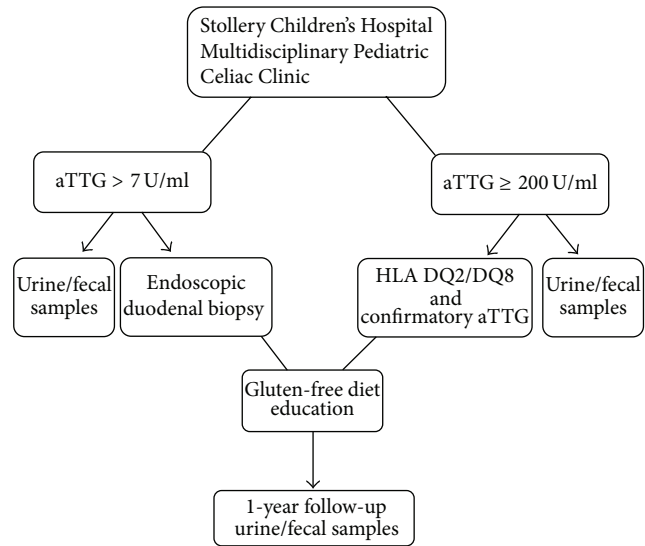 Stollery Children's Hospital
Multidisciplinary Pediatric
Celiac Clinic
aTTG > 7 U/ml
aTTG ≥ 200 U/ml
Urine/fecal
samples
Endoscopic
duodenal biopsy
HLA DQ2/DQ8
and
confirmatory aTTG
Urine/fecal
samples
Gluten-free diet
education
1-year follow-up
urine/fecal samples